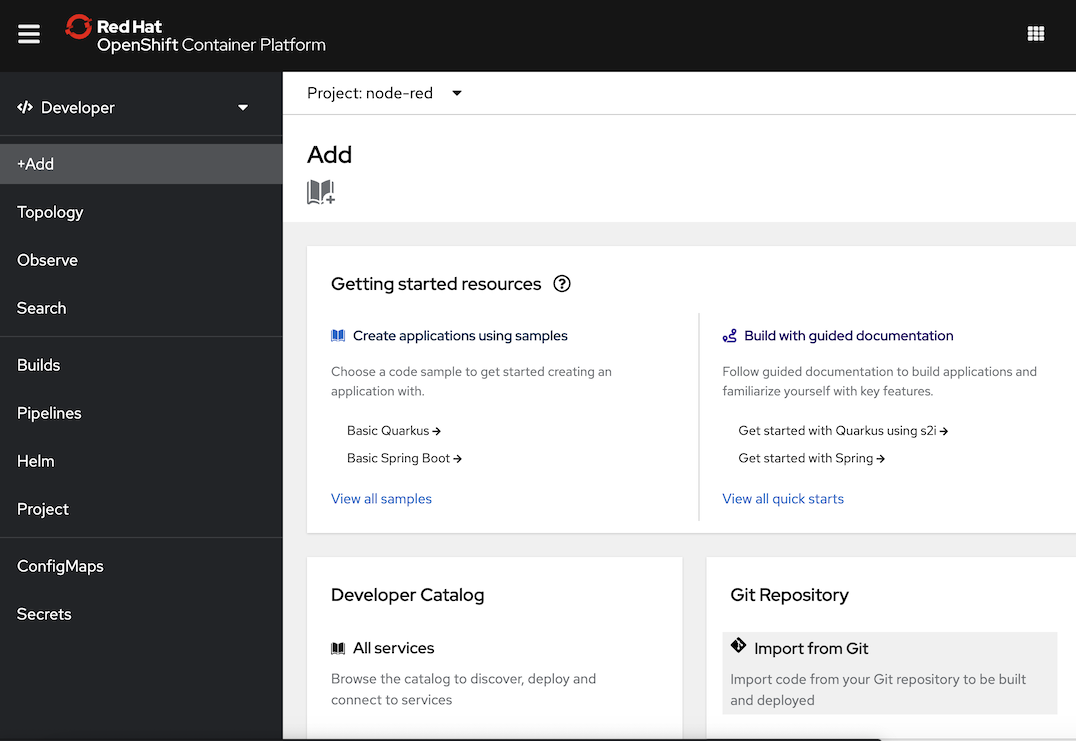 Red Hat
OpenShift Container Platform
Developer
+Add
Topology
Observe
Search
Builds
Pipelines
Helm
Project
ConfigMaps
Secrets
Project: node-red
Add
Getting started resources
Create applications using samples
Choose a code sample to get started creating an
application with.
Basic Quarkus
Basic Spring Boot
View all samples
Build with guided documentation
Follow guided documentation to build applications and
familiarize yourself with key features.
Get started with Quarkus using s2i
Get started with Spring
View all quick starts
Developer Catalog
All services
Browse the catalog to discover, deploy and
connect to services
Git Repository
Import from Git
Import code from your Git repository to be built
and deployed